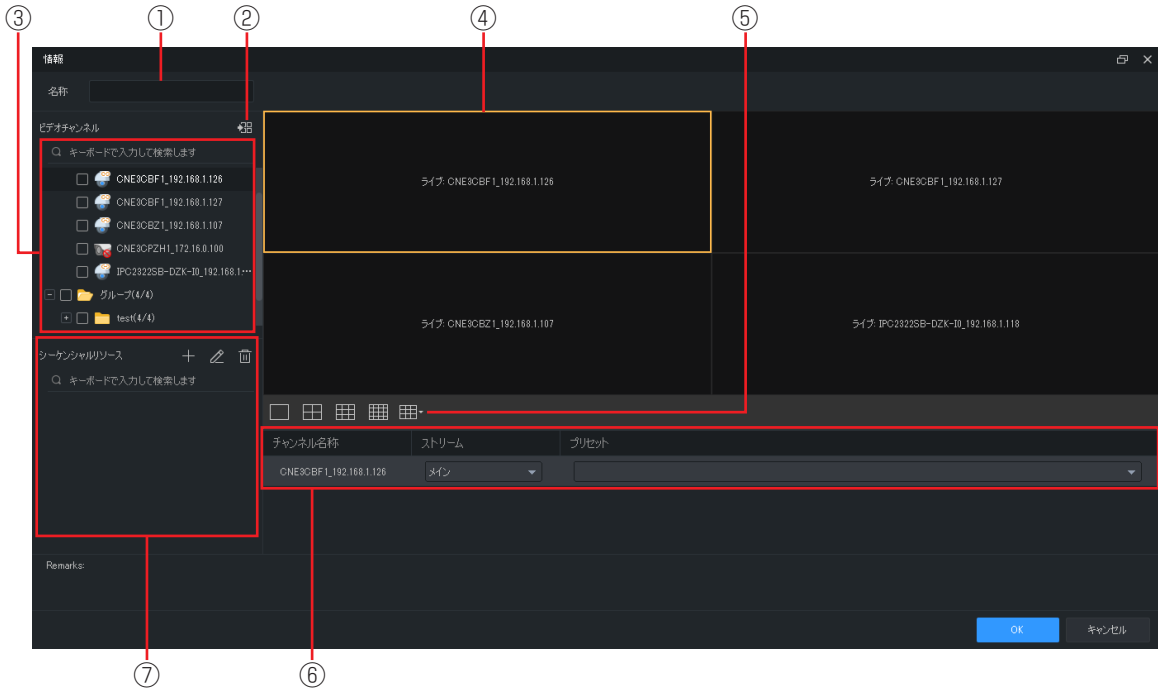 ③ ① ② ④ ⑤
情報
名称
ビデオチャンネル
キーボードで入力して検索します
CNE3CBF1_192.168.1.126
CNE3CBF1_192.168.1.127
CNE3CBZ1_192.168.1.107
CNE3CPZH1_172.16.0.100
IPC2322SB-DZK-I0_192.168.1.…
グループ(4/4)
test(4/4)
シーケンシャルリソース
キーボードで入力して検索します
ライブ: CNE3CBF1_192.168.1.126
ライブ: CNE3CBF1_192.168.1.127
ライブ: CNE3CBZ1_192.168.1.107
ライブ: IPC2322SB-DZK-I0_192.168.1.118
チャンネル名称 ストリーム プリセット
CNE3CBF1_192.168.1.126 メイン
Remarks:
OK キャンセル
⑦ ⑥